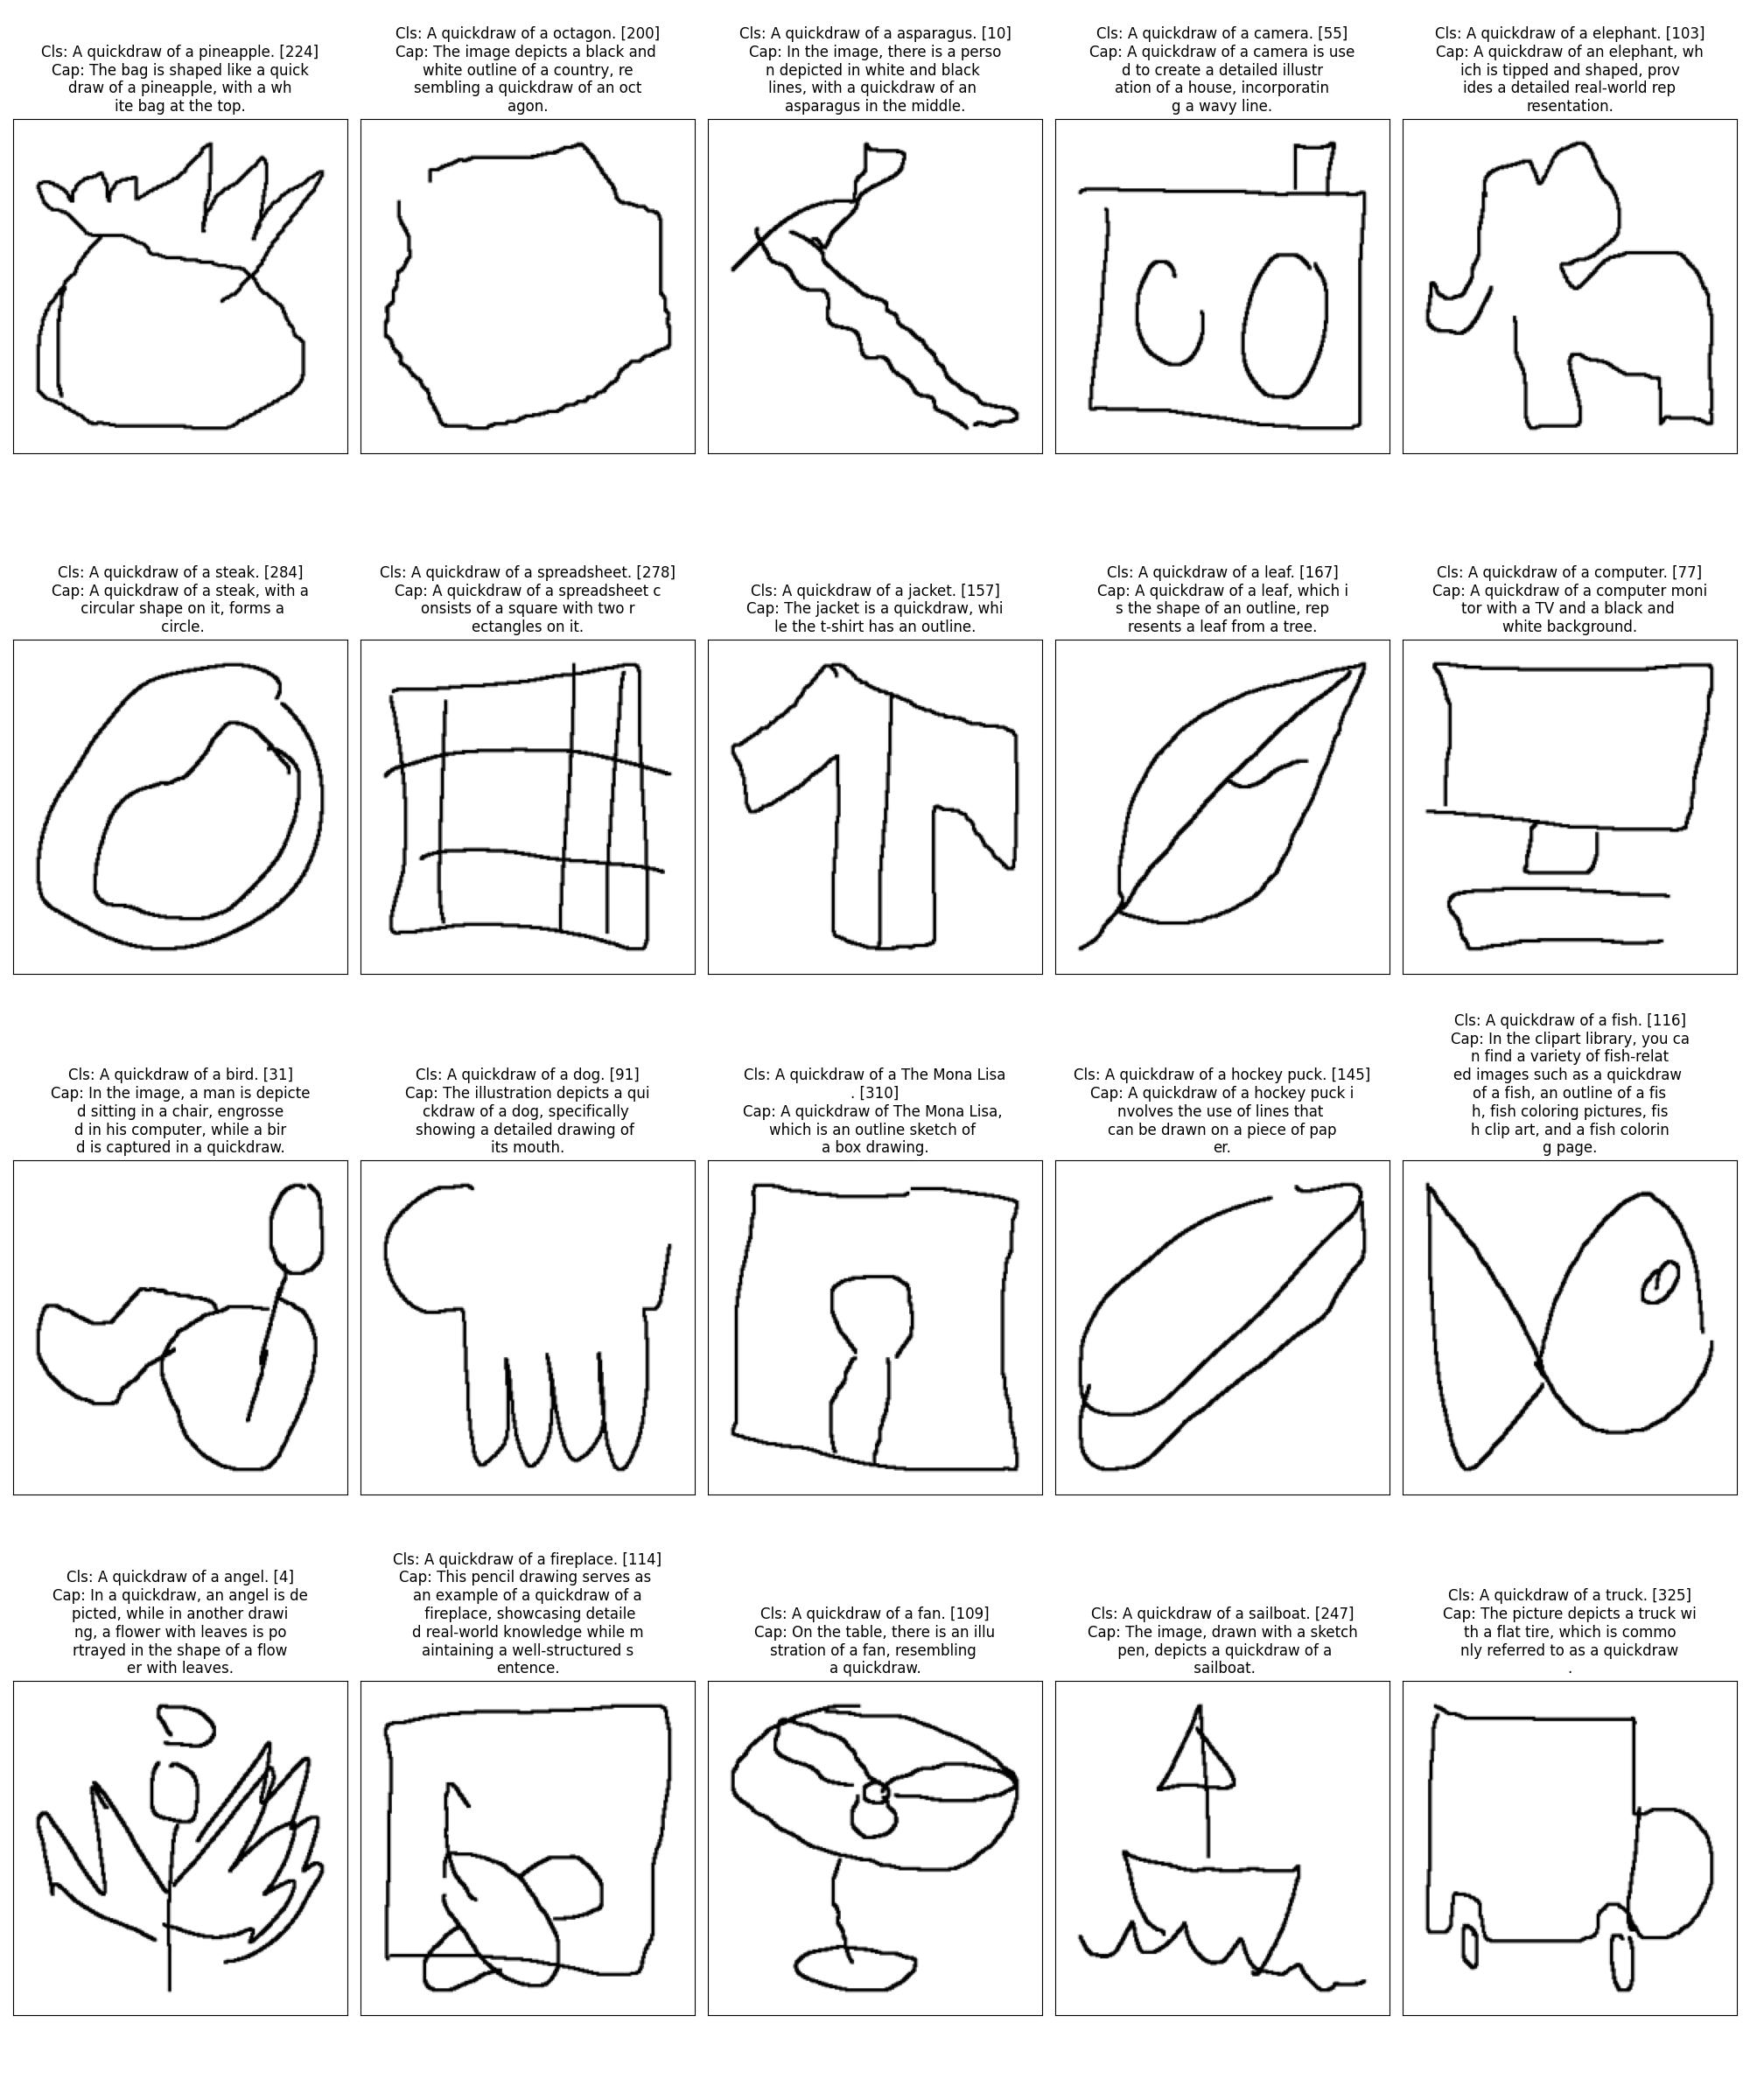 Cls: A quickdraw of a pineapple. [224]
Cap: The bag is shaped like a quick
draw of a pineapple, with a wh
ite bag at the top.
Cls: A quickdraw of a octagon. [200]
Cap: The image depicts a black and
white outline of a country, re
sembling a quickdraw of an oct
agon.
Cls: A quickdraw of a asparagus. [10]
Cap: In the image, there is a perso
n depicted in white and black
lines, with a quickdraw of an
asparagus in the middle.
Cls: A quickdraw of a camera. [55]
Cap: A quickdraw of a camera is use
d to create a detailed illustr
ation of a house, incorporatin
g a wavy line.
Cls: A quickdraw of a elephant. [103]
Cap: A quickdraw of an elephant, wh
ich is tipped and shaped, prov
ides a detailed real-world rep
resentation.
Cls: A quickdraw of a steak. [284]
Cap: A quickdraw of a steak, with a
circular shape on it, forms a
circle.
Cls: A quickdraw of a spreadsheet. [278]
Cap: A quickdraw of a spreadsheet c
onsists of a square with two r
ectangles on it.
Cls: A quickdraw of a jacket. [157]
Cap: The jacket is a quickdraw, whi
le the t-shirt has an outline.
Cls: A quickdraw of a leaf. [167]
Cap: A quickdraw of a leaf, which i
s the shape of an outline, rep
resents a leaf from a tree.
Cls: A quickdraw of a computer. [77]
Cap: A quickdraw of a computer moni
tor with a TV and a black and
white background.
Cls: A quickdraw of a bird. [31]
Cap: In the image, a man is depicte
d sitting in a chair, engrosse
d in his computer, while a bir
d is captured in a quickdraw.
Cls: A quickdraw of a dog. [91]
Cap: The illustration depicts a qui
ckdraw of a dog, specifically
showing a detailed drawing of
its mouth.
Cls: A quickdraw of a The Mona Lisa
. [310]
Cap: A quickdraw of The Mona Lisa,
which is an outline sketch of
a box drawing.
Cls: A quickdraw of a hockey puck. [145]
Cap: A quickdraw of a hockey puck i
nvolves the use of lines that
can be drawn on a piece of pap
er.
Cls: A quickdraw of a fish. [116]
Cap: In the clipart library, you ca
n find a variety of fish-relat
ed images such as a quickdraw
of a fish, an outline of a fis
h, fish coloring pictures, fis
h clip art, and a fish colorin
g page.
Cls: A quickdraw of a angel. [4]
Cap: In a quickdraw, an angel is de
picted, while in another drawi
ng, a flower with leaves is po
rtrayed in the shape of a flow
er with leaves.
Cls: A quickdraw of a fireplace. [114]
Cap: This pencil drawing serves as
an example of a quickdraw of a
fireplace, showcasing detaile
d real-world knowledge while m
aintaining a well-structured s
entence.
Cls: A quickdraw of a fan. [109]
Cap: On the table, there is an illu
stration of a fan, resembling
a quickdraw.
Cls: A quickdraw of a sailboat. [247]
Cap: The image, drawn with a sketch
pen, depicts a quickdraw of a
sailboat.
Cls: A quickdraw of a truck. [325]
Cap: The picture depicts a truck wi
th a flat tire, which is commo
nly referred to as a quickdraw
.